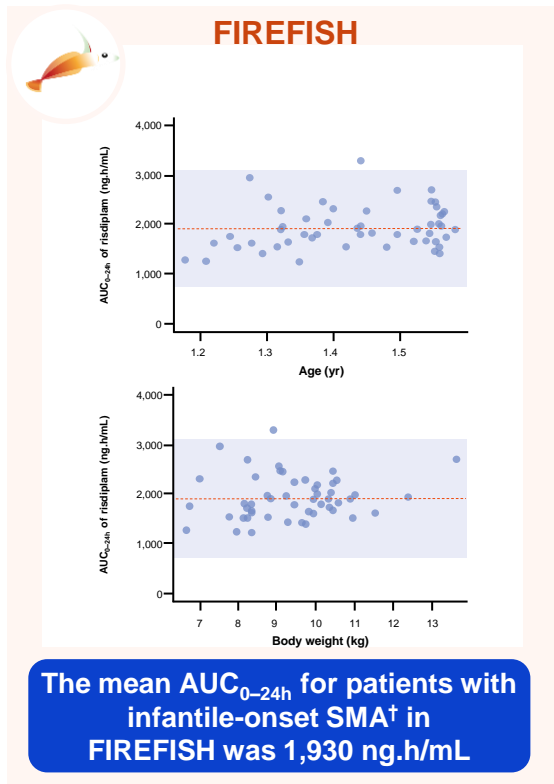 FIREFISH
AUC0–24h of risdiplam (ng.h/mL)
4,000
3,000
2,000
1,000
0
1.2 1.3 1.4 1.5
Age (yr)
AUC0–24h of risdiplam (ng.h/mL)
4,000
3,000
2,000
1,000
0
7 8 9 10 11 12 13
Body weight (kg)
The mean AUC0–24h for patients with
infantile-onset SMA† in
FIREFISH was 1,930 ng.h/mL